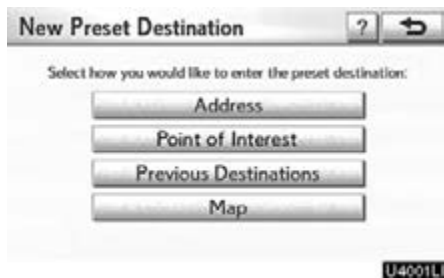 New Preset Destination ?
Select how you would like to enter the preset destination:
Address
Point of Interest
Previous Destinations
Map
U4001L